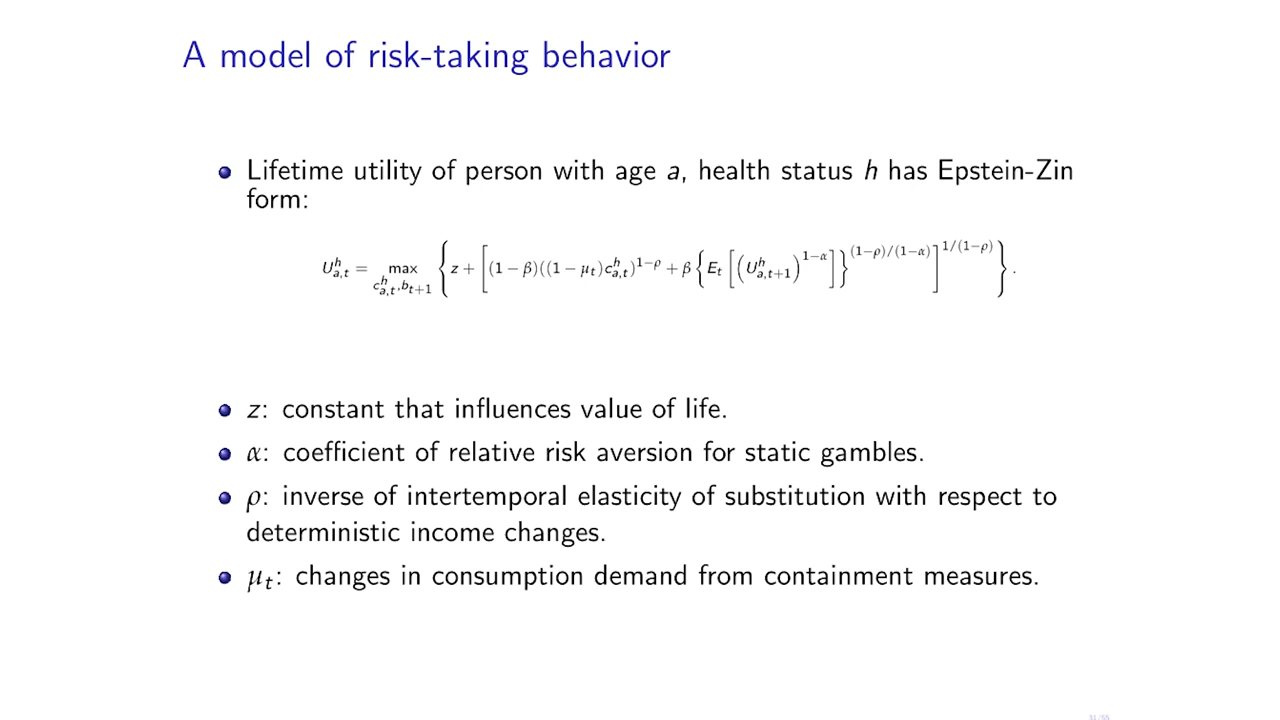 A model of risk-taking behavior
Lifetime utility of person with age a, health status h has Epstein-Zin
form:
U^h_{a,t} = max_{c^h_{a,t}, b_{t+1}} { z + [ (1−β)((1−μ_t)c^h_{a,t})^{1−ρ} + β { E_t [ (U^h_{a,t+1})^{1−α} ] }^{(1−ρ)/(1−α)} ]^{1/(1−ρ)} } .
z: constant that influences value of life.
α: coefficient of relative risk aversion for static gambles.
ρ: inverse of intertemporal elasticity of substitution with respect to
deterministic income changes.
μ_t: changes in consumption demand from containment measures.